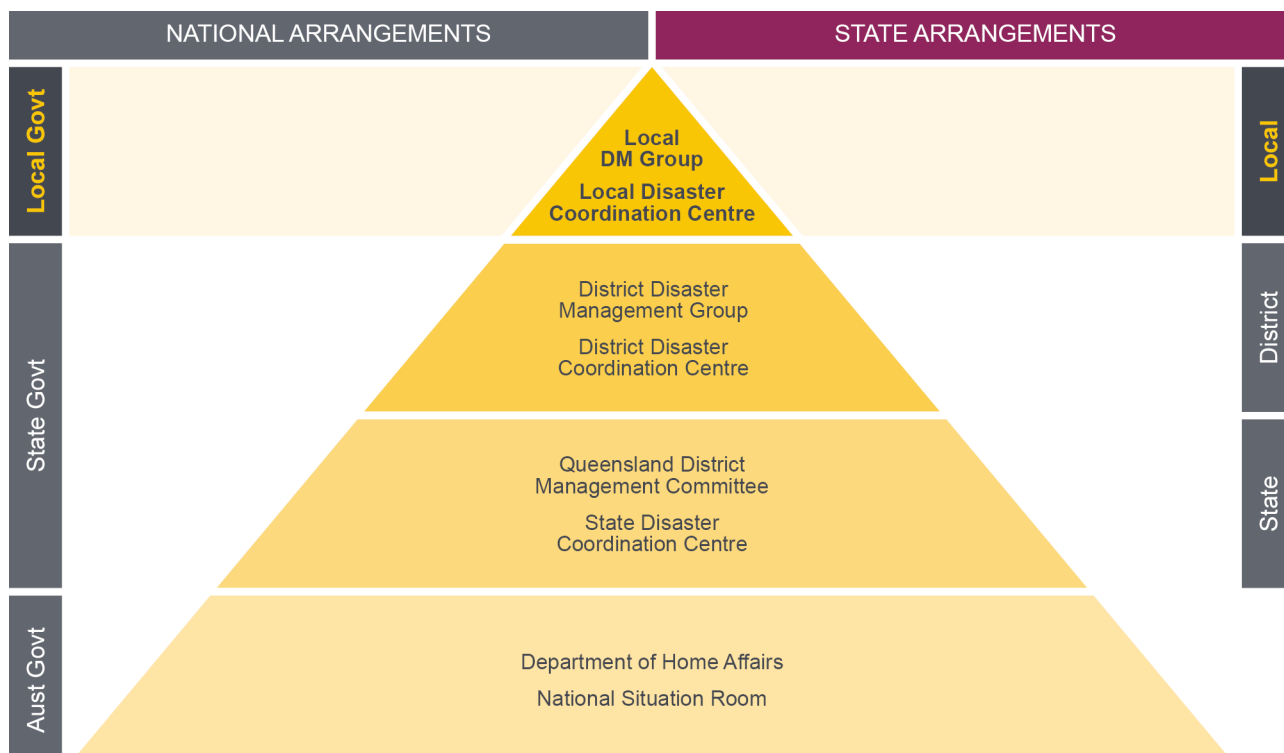 NATIONAL ARRANGEMENTS
STATE ARRANGEMENTS
Local Govt
Local
DM Group
Local Disaster
Coordination Centre
Local
State Govt
District Disaster
Management Group
District Disaster
Coordination Centre
District
Queensland District
Management Committee
State Disaster
Coordination Centre
State
Aust Govt
Department of Home Affairs
National Situation Room